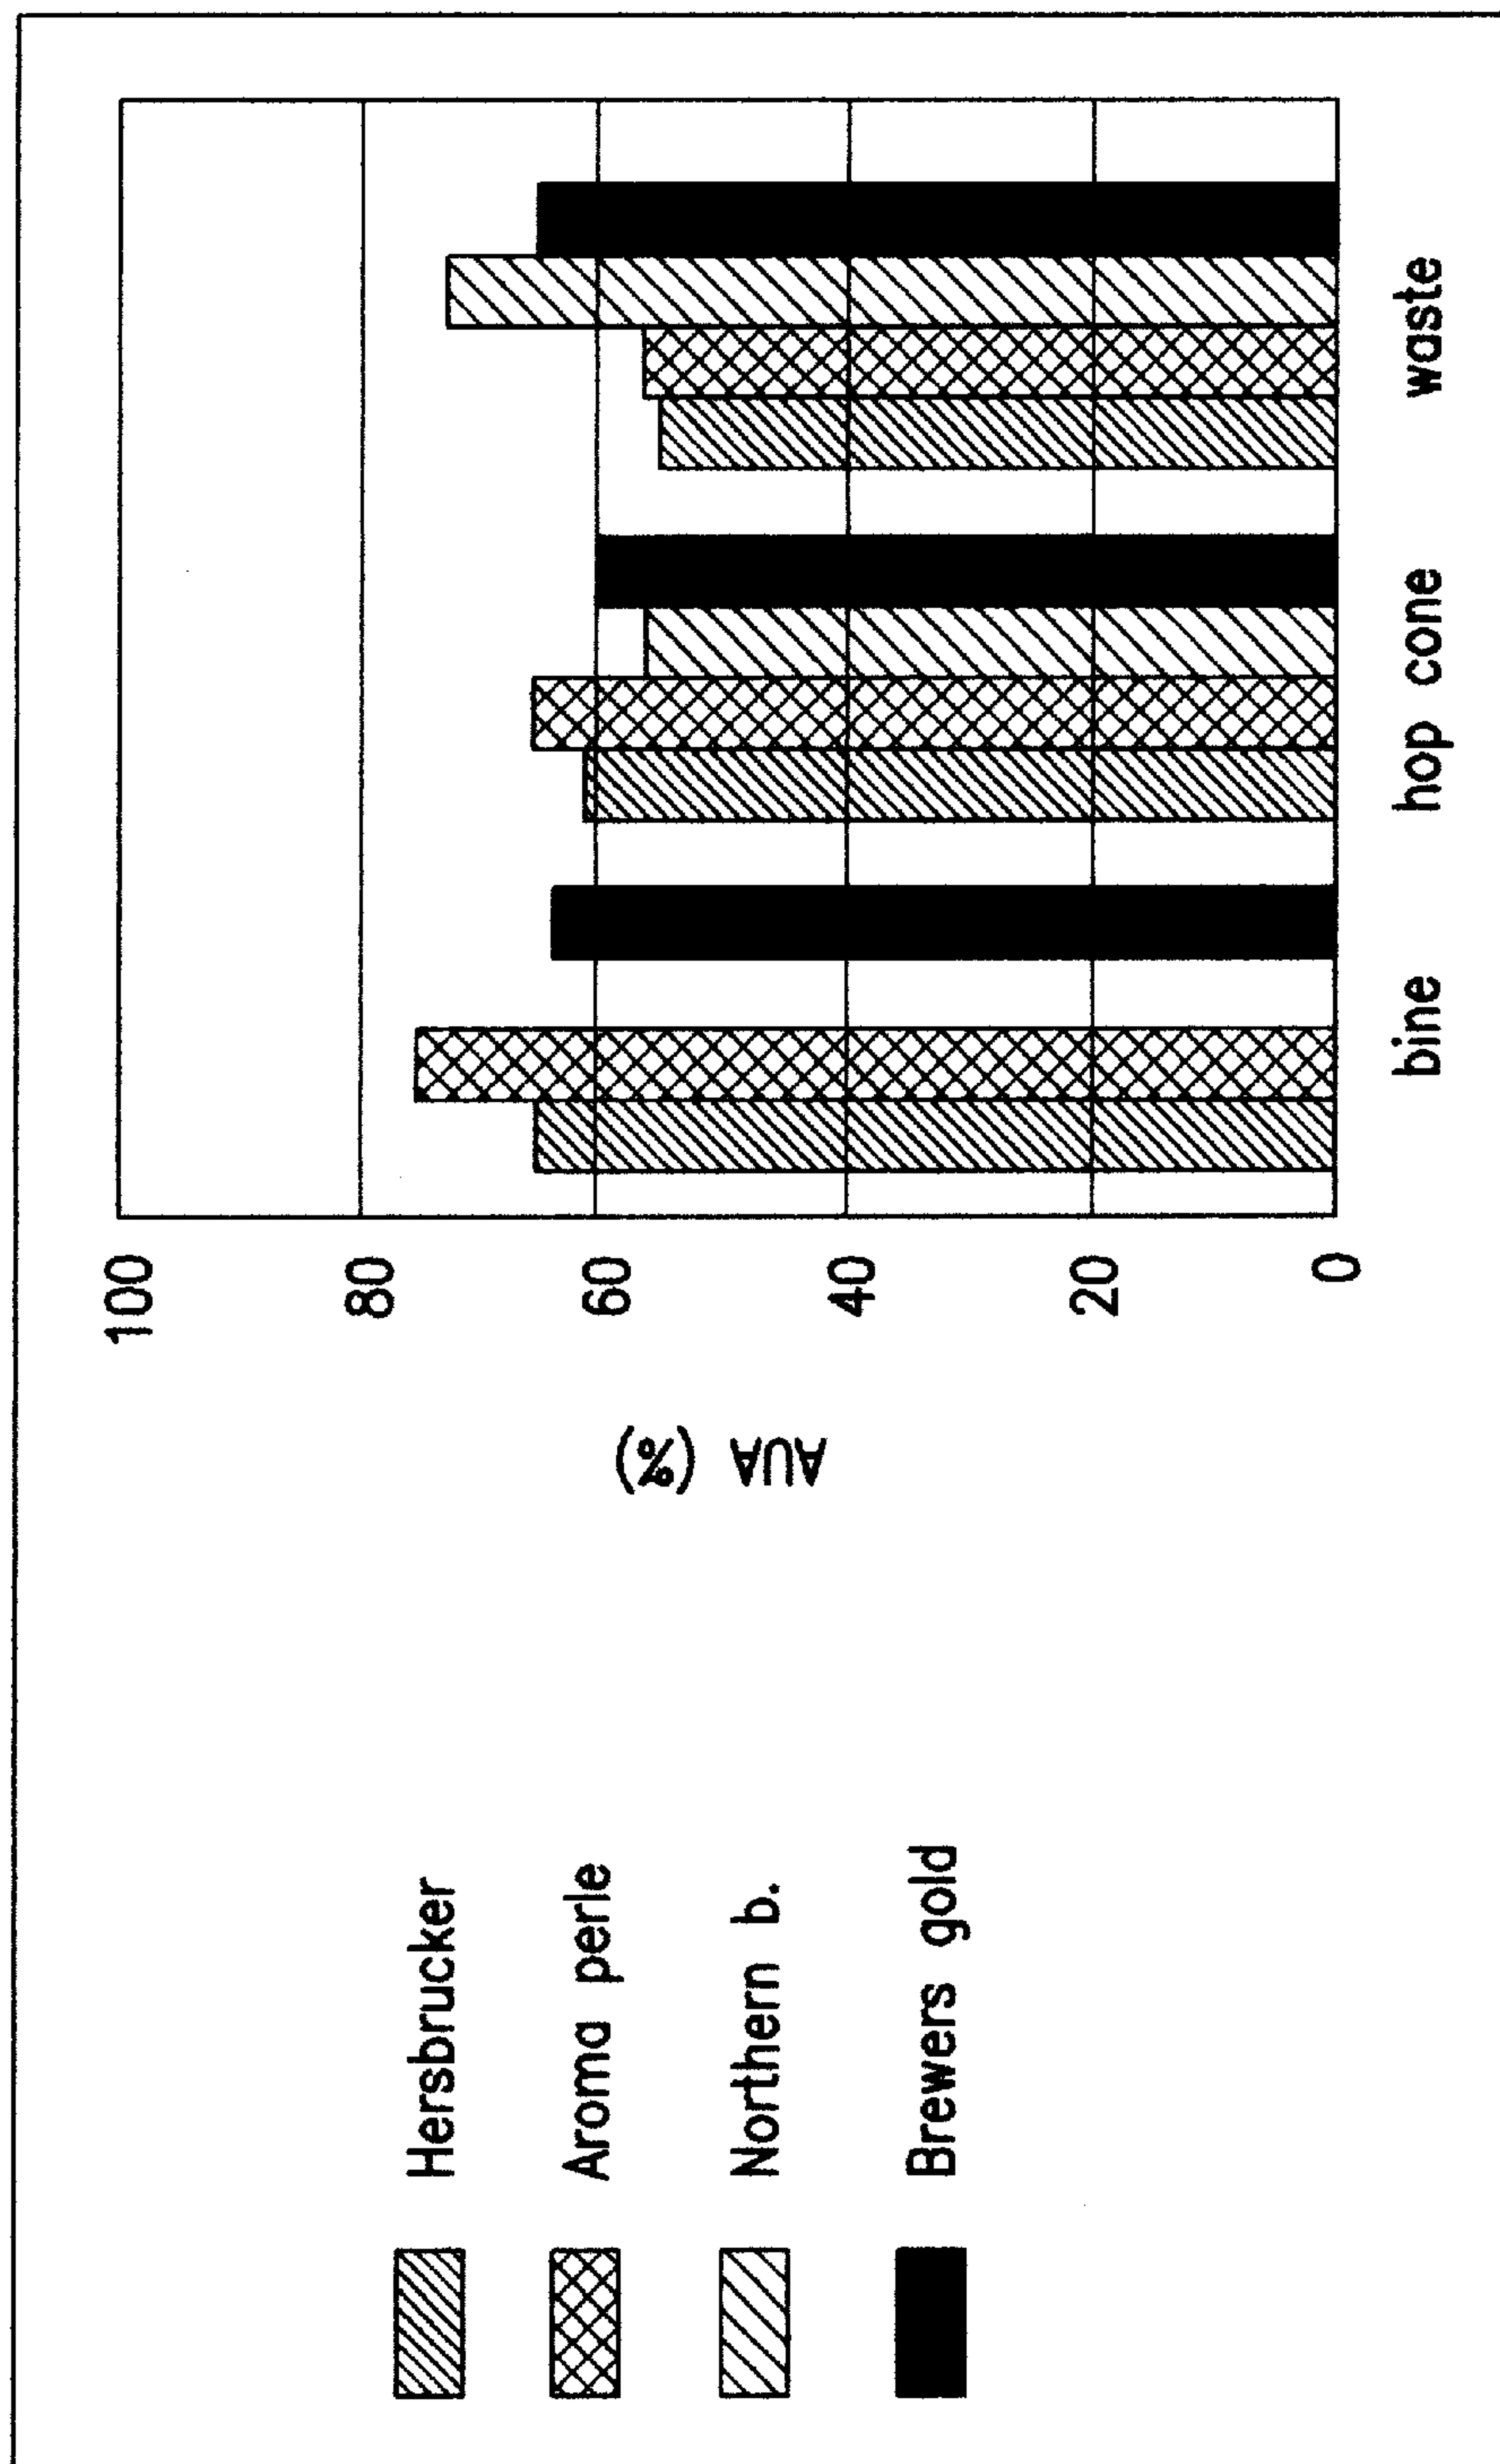 Hersbrucker
Aroma perle
Northern b.
Brewers gold
AUA (%)
100
80
60
40
20
0
bine
hop cone
waste